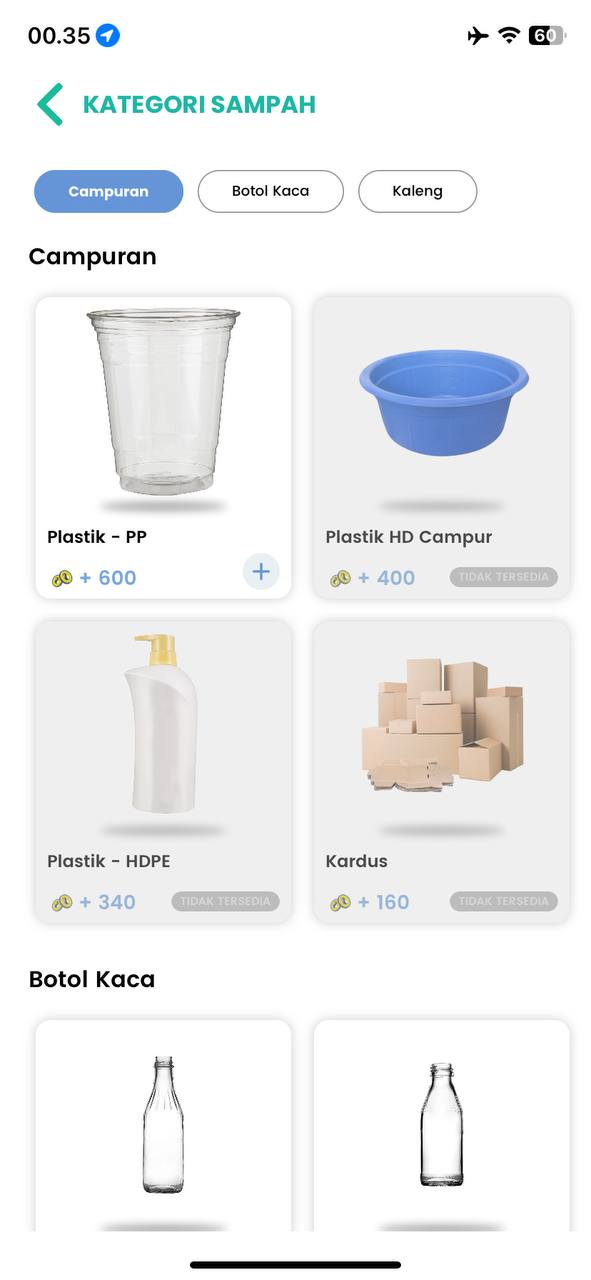 00.35
60
KATEGORI SAMPAH
Campuran
Botol Kaca
Kaleng
Campuran
Plastik - PP
+ 600
+
Plastik HD Campur
+ 400
TIDAK TERSEDIA
Plastik - HDPE
+ 340
TIDAK TERSEDIA
Kardus
+ 160
TIDAK TERSEDIA
Botol Kaca